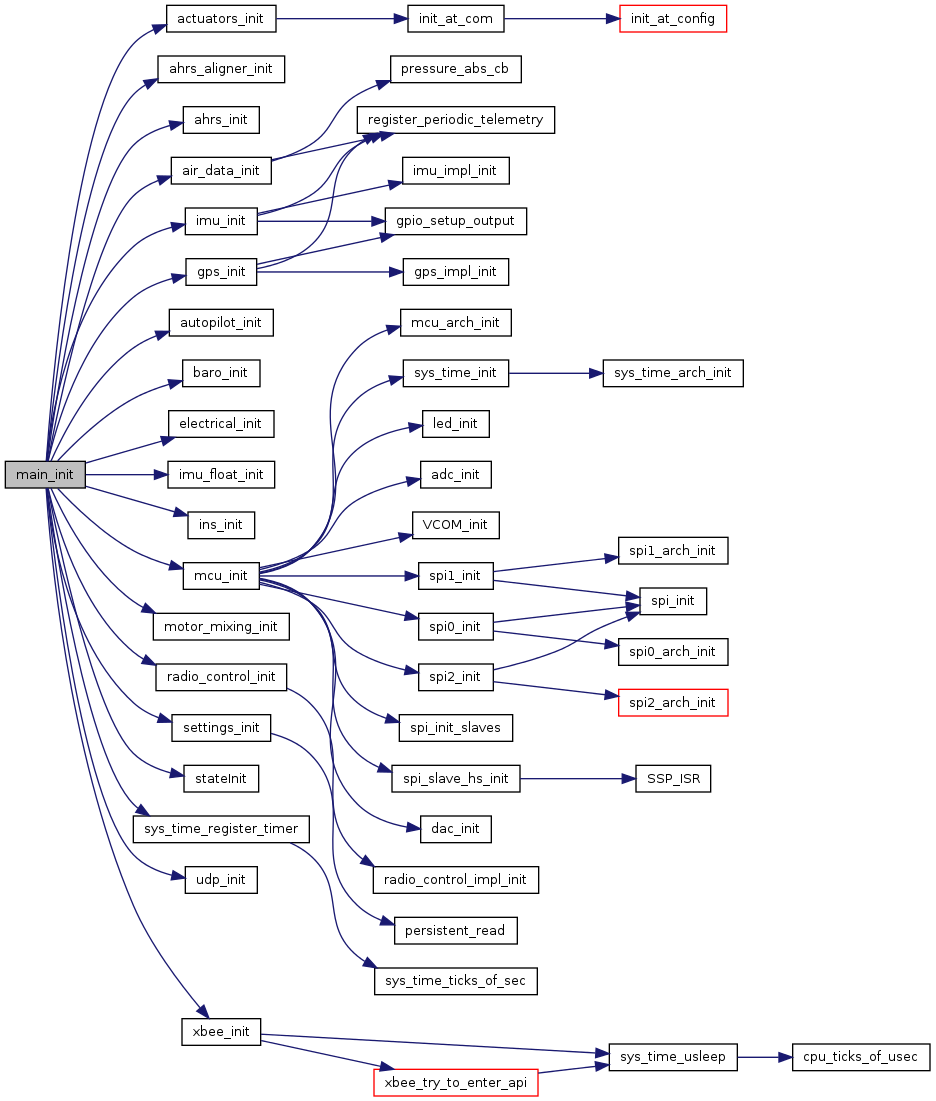 actuators_init
init_at_com
init_at_config
ahrs_aligner_init
pressure_abs_cb
ahrs_init
register_periodic_telemetry
air_data_init
imu_impl_init
imu_init
gpio_setup_output
gps_init
gps_impl_init
autopilot_init
mcu_arch_init
baro_init
sys_time_init
sys_time_arch_init
electrical_init
led_init
main_init
imu_float_init
adc_init
ins_init
VCOM_init
spi1_arch_init
mcu_init
spi1_init
spi_init
motor_mixing_init
spi0_init
spi0_arch_init
radio_control_init
spi2_init
spi2_arch_init
settings_init
spi_init_slaves
stateInit
spi_slave_hs_init
SSP_ISR
sys_time_register_timer
dac_init
udp_init
radio_control_impl_init
persistent_read
sys_time_ticks_of_sec
xbee_init
sys_time_usleep
cpu_ticks_of_usec
xbee_try_to_enter_api